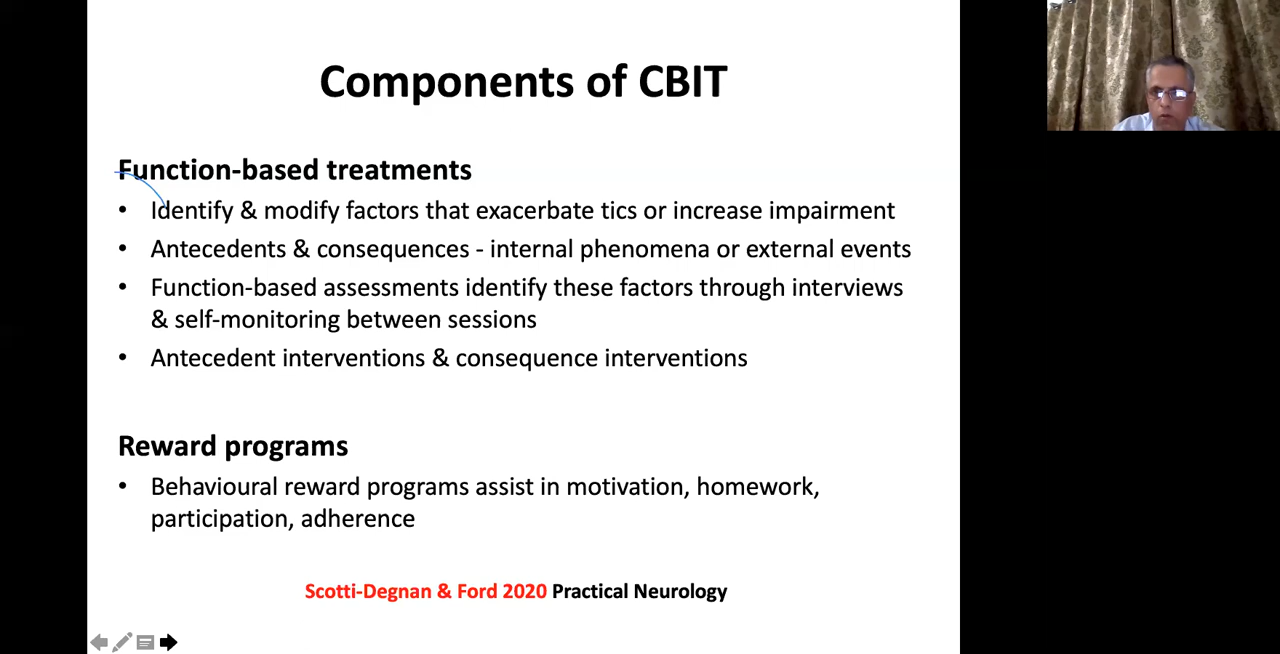 Components of CBIT
Function-based treatments
• Identify & modify factors that exacerbate tics or increase impairment
• Antecedents & consequences - internal phenomena or external events
• Function-based assessments identify these factors through interviews
& self-monitoring between sessions
• Antecedent interventions & consequence interventions
Reward programs
• Behavioural reward programs assist in motivation, homework,
participation, adherence
Scotti-Degnan & Ford 2020 Practical Neurology